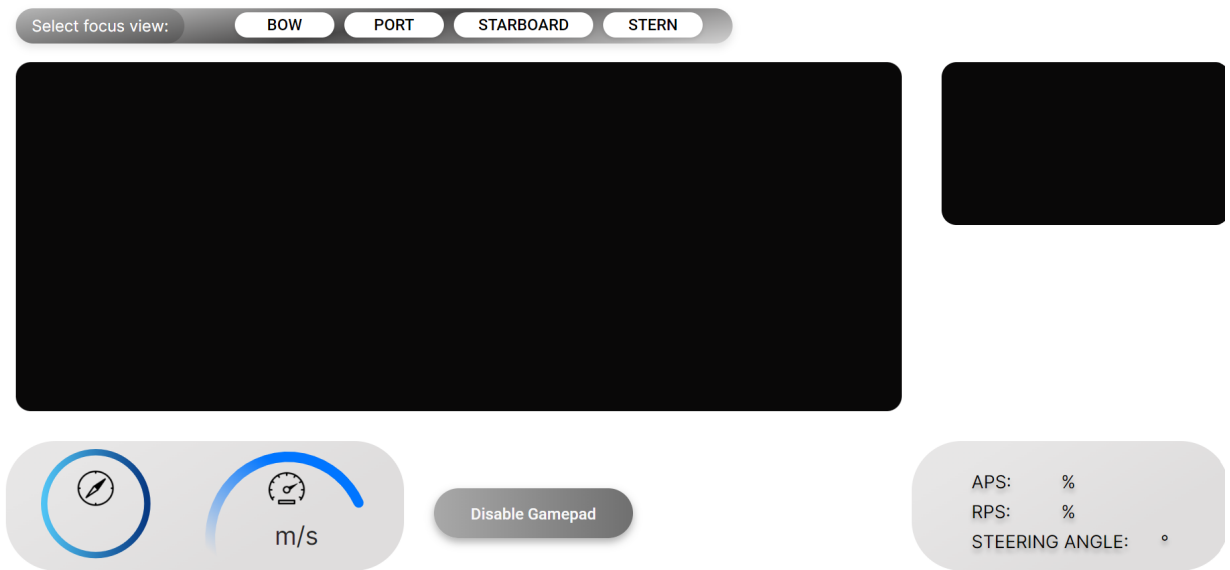 Select focus view: BOW PORT STARBOARD STERN
m/s
Disable Gamepad
APS: %
RPS: %
STEERING ANGLE: °